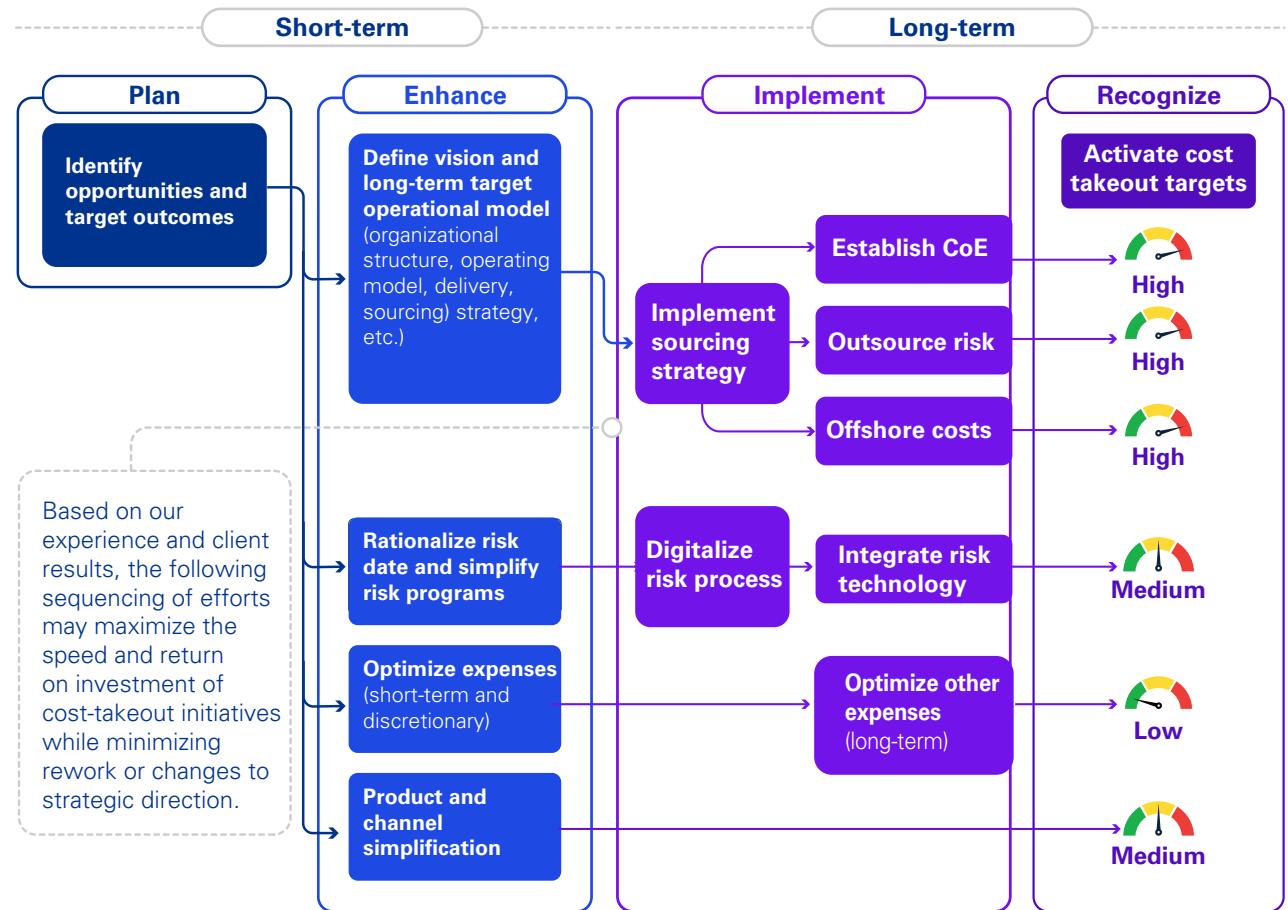 Short-term
Long-term
Plan
Enhance
Implement
Recognize
Identify
opportunities and
target outcomes
Define vision and
long-term target
operational model
(organizational
structure, operating
model, delivery,
sourcing) strategy,
etc.)
Rationalize risk
date and simplify
risk programs
Optimize expenses
(short-term and
discretionary)
Product and
channel
simplification
Implement
sourcing
strategy
Establish CoE
Outsource risk
Offshore costs
Digitalize
risk process
Integrate risk
technology
Optimize other
expenses
(long-term)
Activate cost
takeout targets
High
High
High
Medium
Low
Medium
Based on our
experience and client
results, the following
sequencing of efforts
may maximize the
speed and return
on investment of
cost-takeout initiatives
while minimizing
rework or changes to
strategic direction.